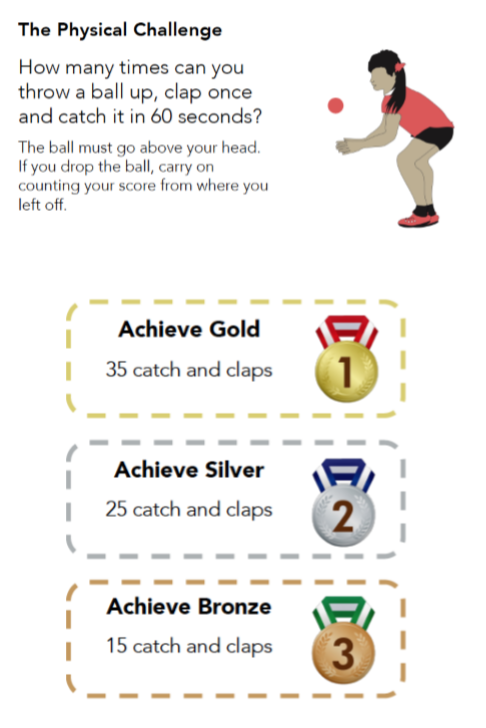 The Physical Challenge
How many times can you
throw a ball up, clap once
and catch it in 60 seconds?
The ball must go above your head.
If you drop the ball, carry on
counting your score from where you
left off.
Achieve Gold
35 catch and claps
1
Achieve Silver
25 catch and claps
2
Achieve Bronze
15 catch and claps
3